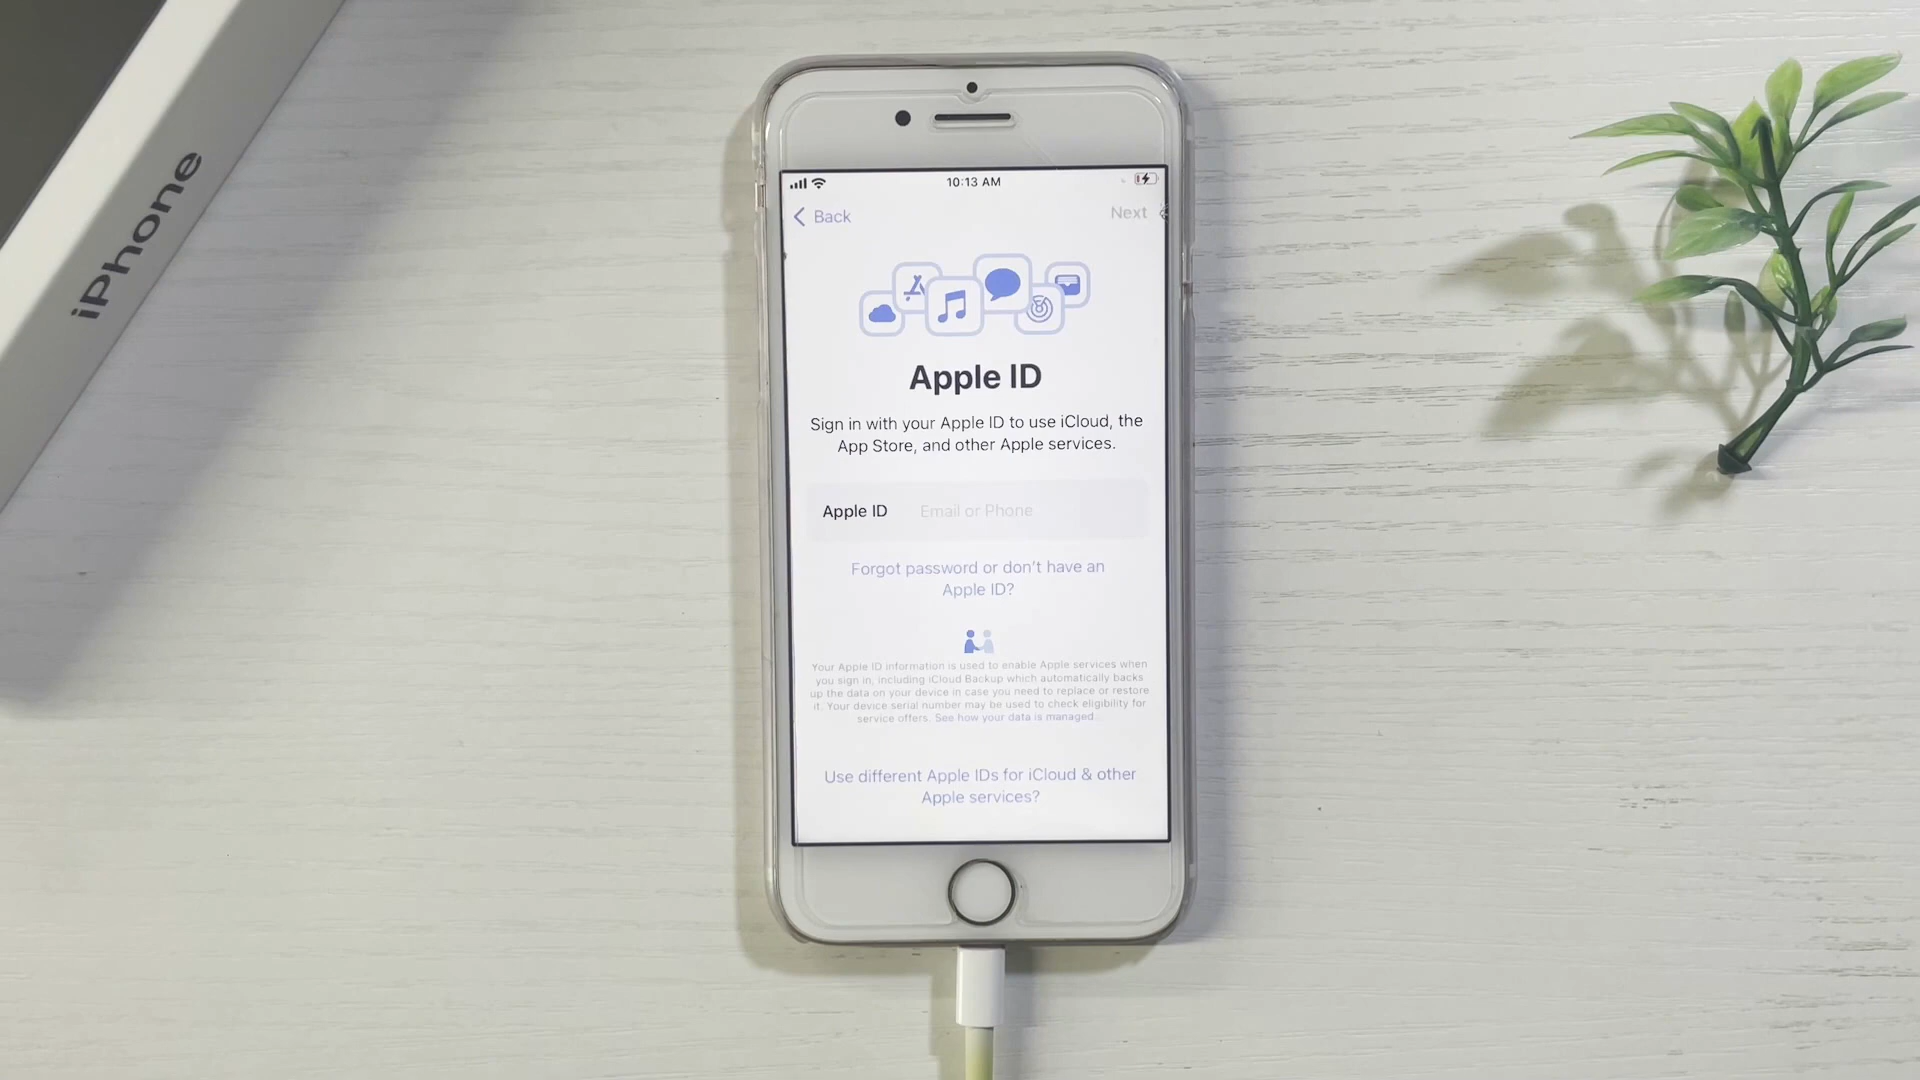 iPhone
10:13 AM
Back
Next
Apple ID
Sign in with your Apple ID to use iCloud, the
App Store, and other Apple services.
Apple ID Email or Phone
Forgot password or don't have an
Apple ID?
Your Apple ID information is used to enable Apple services when
you sign in, including iCloud Backup which automatically backs
up the data on your device in case you need to replace or restore
it. Your device serial number may be used to check eligibility for
service offers. See how your data is managed.
Use different Apple IDs for iCloud & other
Apple services?